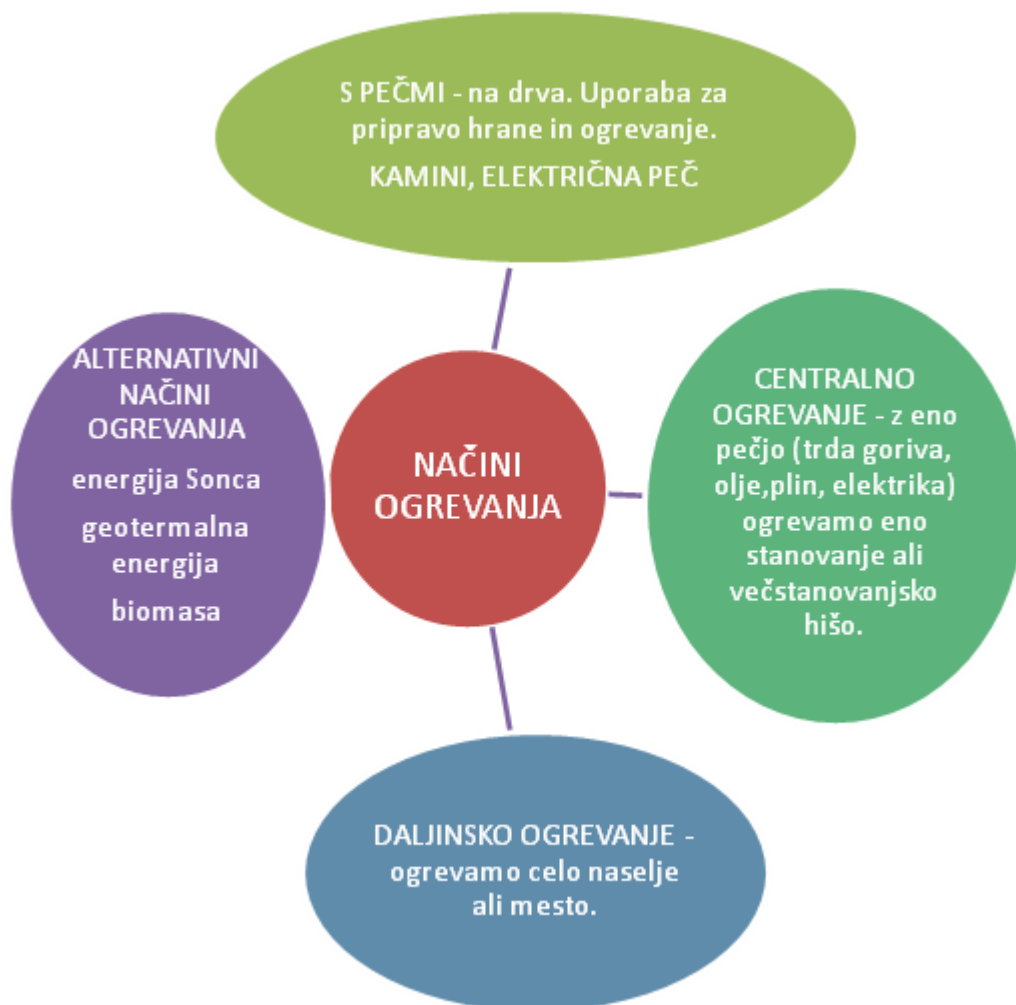 S PEČMI - na drva. Uporaba za
pripravo hrane in ogrevanje.
KAMINI, ELEKTRIČNA PEČ
ALTERNATIVNI
NAČINI
OGREVANJA
energija Sonca
geotermalna
energija
biomasa
NAČINI
OGREVANJA
CENTRALNO
OGREVANJE - z eno
pečjo (trda goriva,
olje,plin, elektrika)
ogrevamo eno
stanovanje ali
večstanovanjsko
hišo.
DALJINSKO OGREVANJE -
ogrevamo celo naselje
ali mesto.